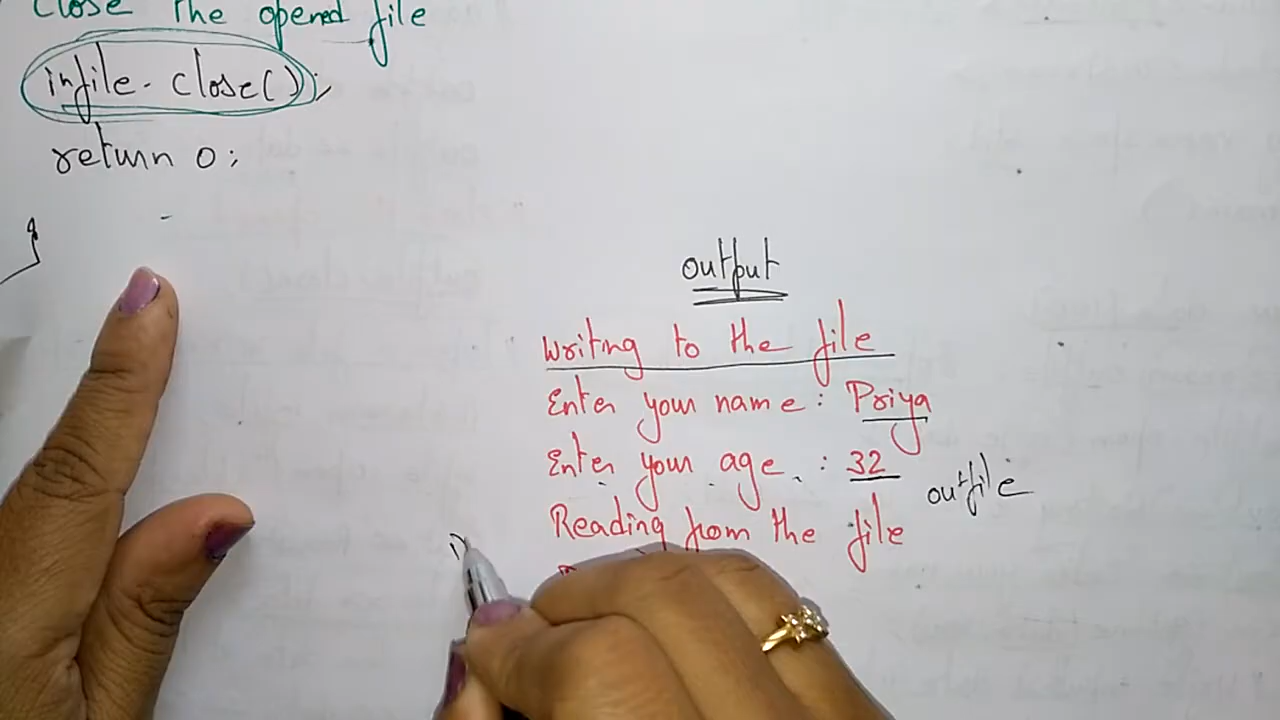 close the opened file
infile. close();
return 0;
output
Writing to the file
Enter your name : Priya
Enter your age : 32
outfile
Reading from the file